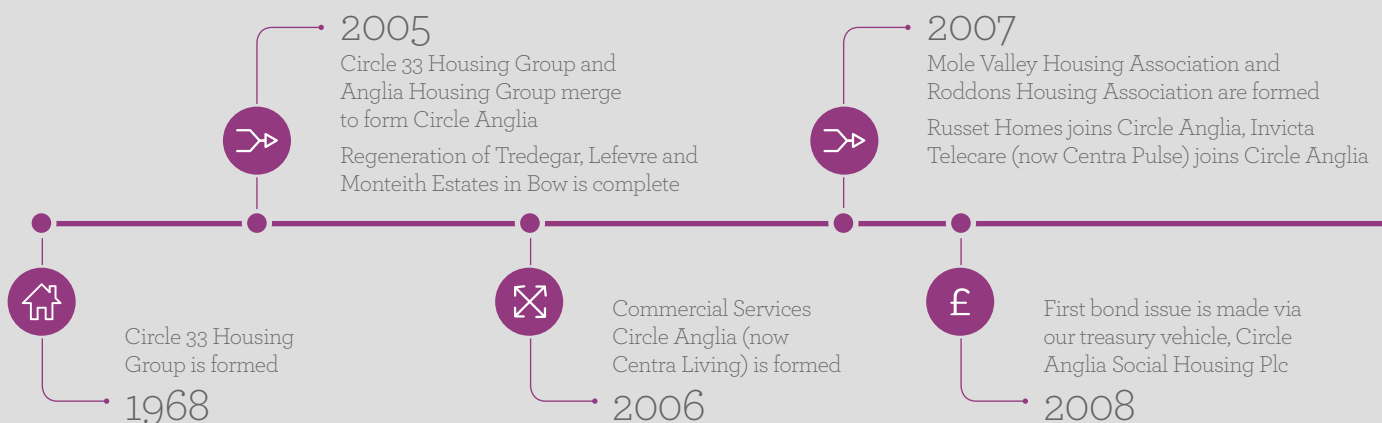 2005
Circle 33 Housing Group and
Anglia Housing Group merge
to form Circle Anglia
Regeneration of Tredegar, Lefevre and
Monteith Estates in Bow is complete
2007
Mole Valley Housing Association and
Roddons Housing Association are formed
Russet Homes joins Circle Anglia, Invicta
Telecare (now Centra Pulse) joins Circle Anglia
Circle 33 Housing
Group is formed
1968
Commercial Services
Circle Anglia (now
Centra Living) is formed
2006
£
First bond issue is made via
our treasury vehicle, Circle
Anglia Social Housing Plc
2008